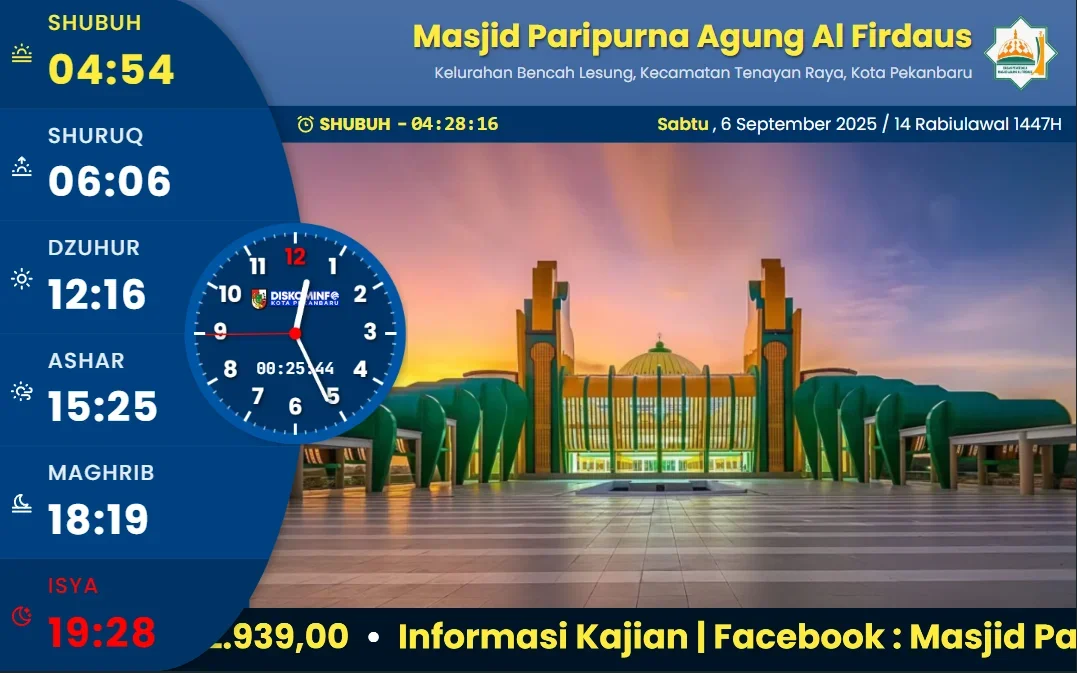 SHUBUH
04:54
SHURUQ
06:06
DZUHUR
12:16
ASHAR
15:25
MAGHRIB
18:19
ISYA
19:28
Masjid Paripurna Agung Al Firdaus
Kelurahan Bencah Lesung, Kecamatan Tenayan Raya, Kota Pekanbaru
SHUBUH - 04:28:16
Sabtu , 6 September 2025 / 14 Rabiulawal 1447H
12
1
2
3
4
5
6
7
8
9
10
11
00:25:44
.939,00 • Informasi Kajian | Facebook : Masjid Pa